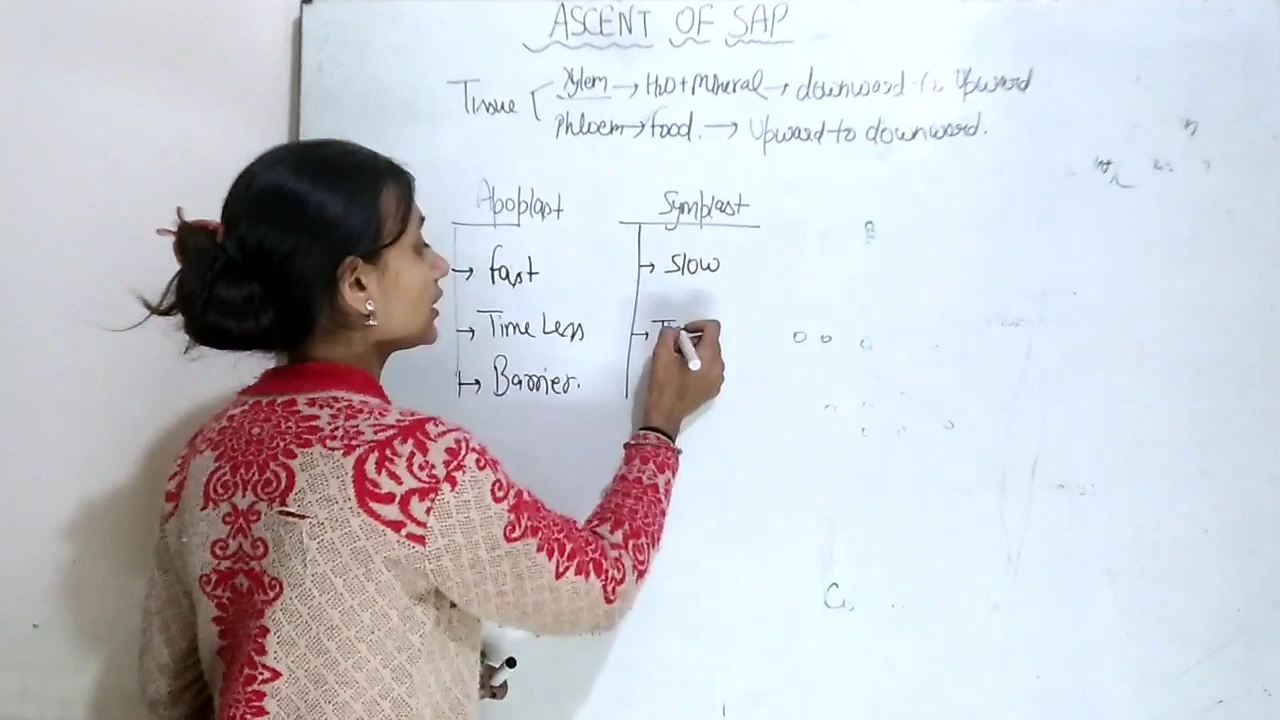 ASCENT OF SAP
Tissue
Xylem → H2O + Mineral → downward to Upward
Phloem → food. → Upward to downward.
Apoplast
→ fast
→ Time Less
→ Barrier.
Symplast
→ Slow
→